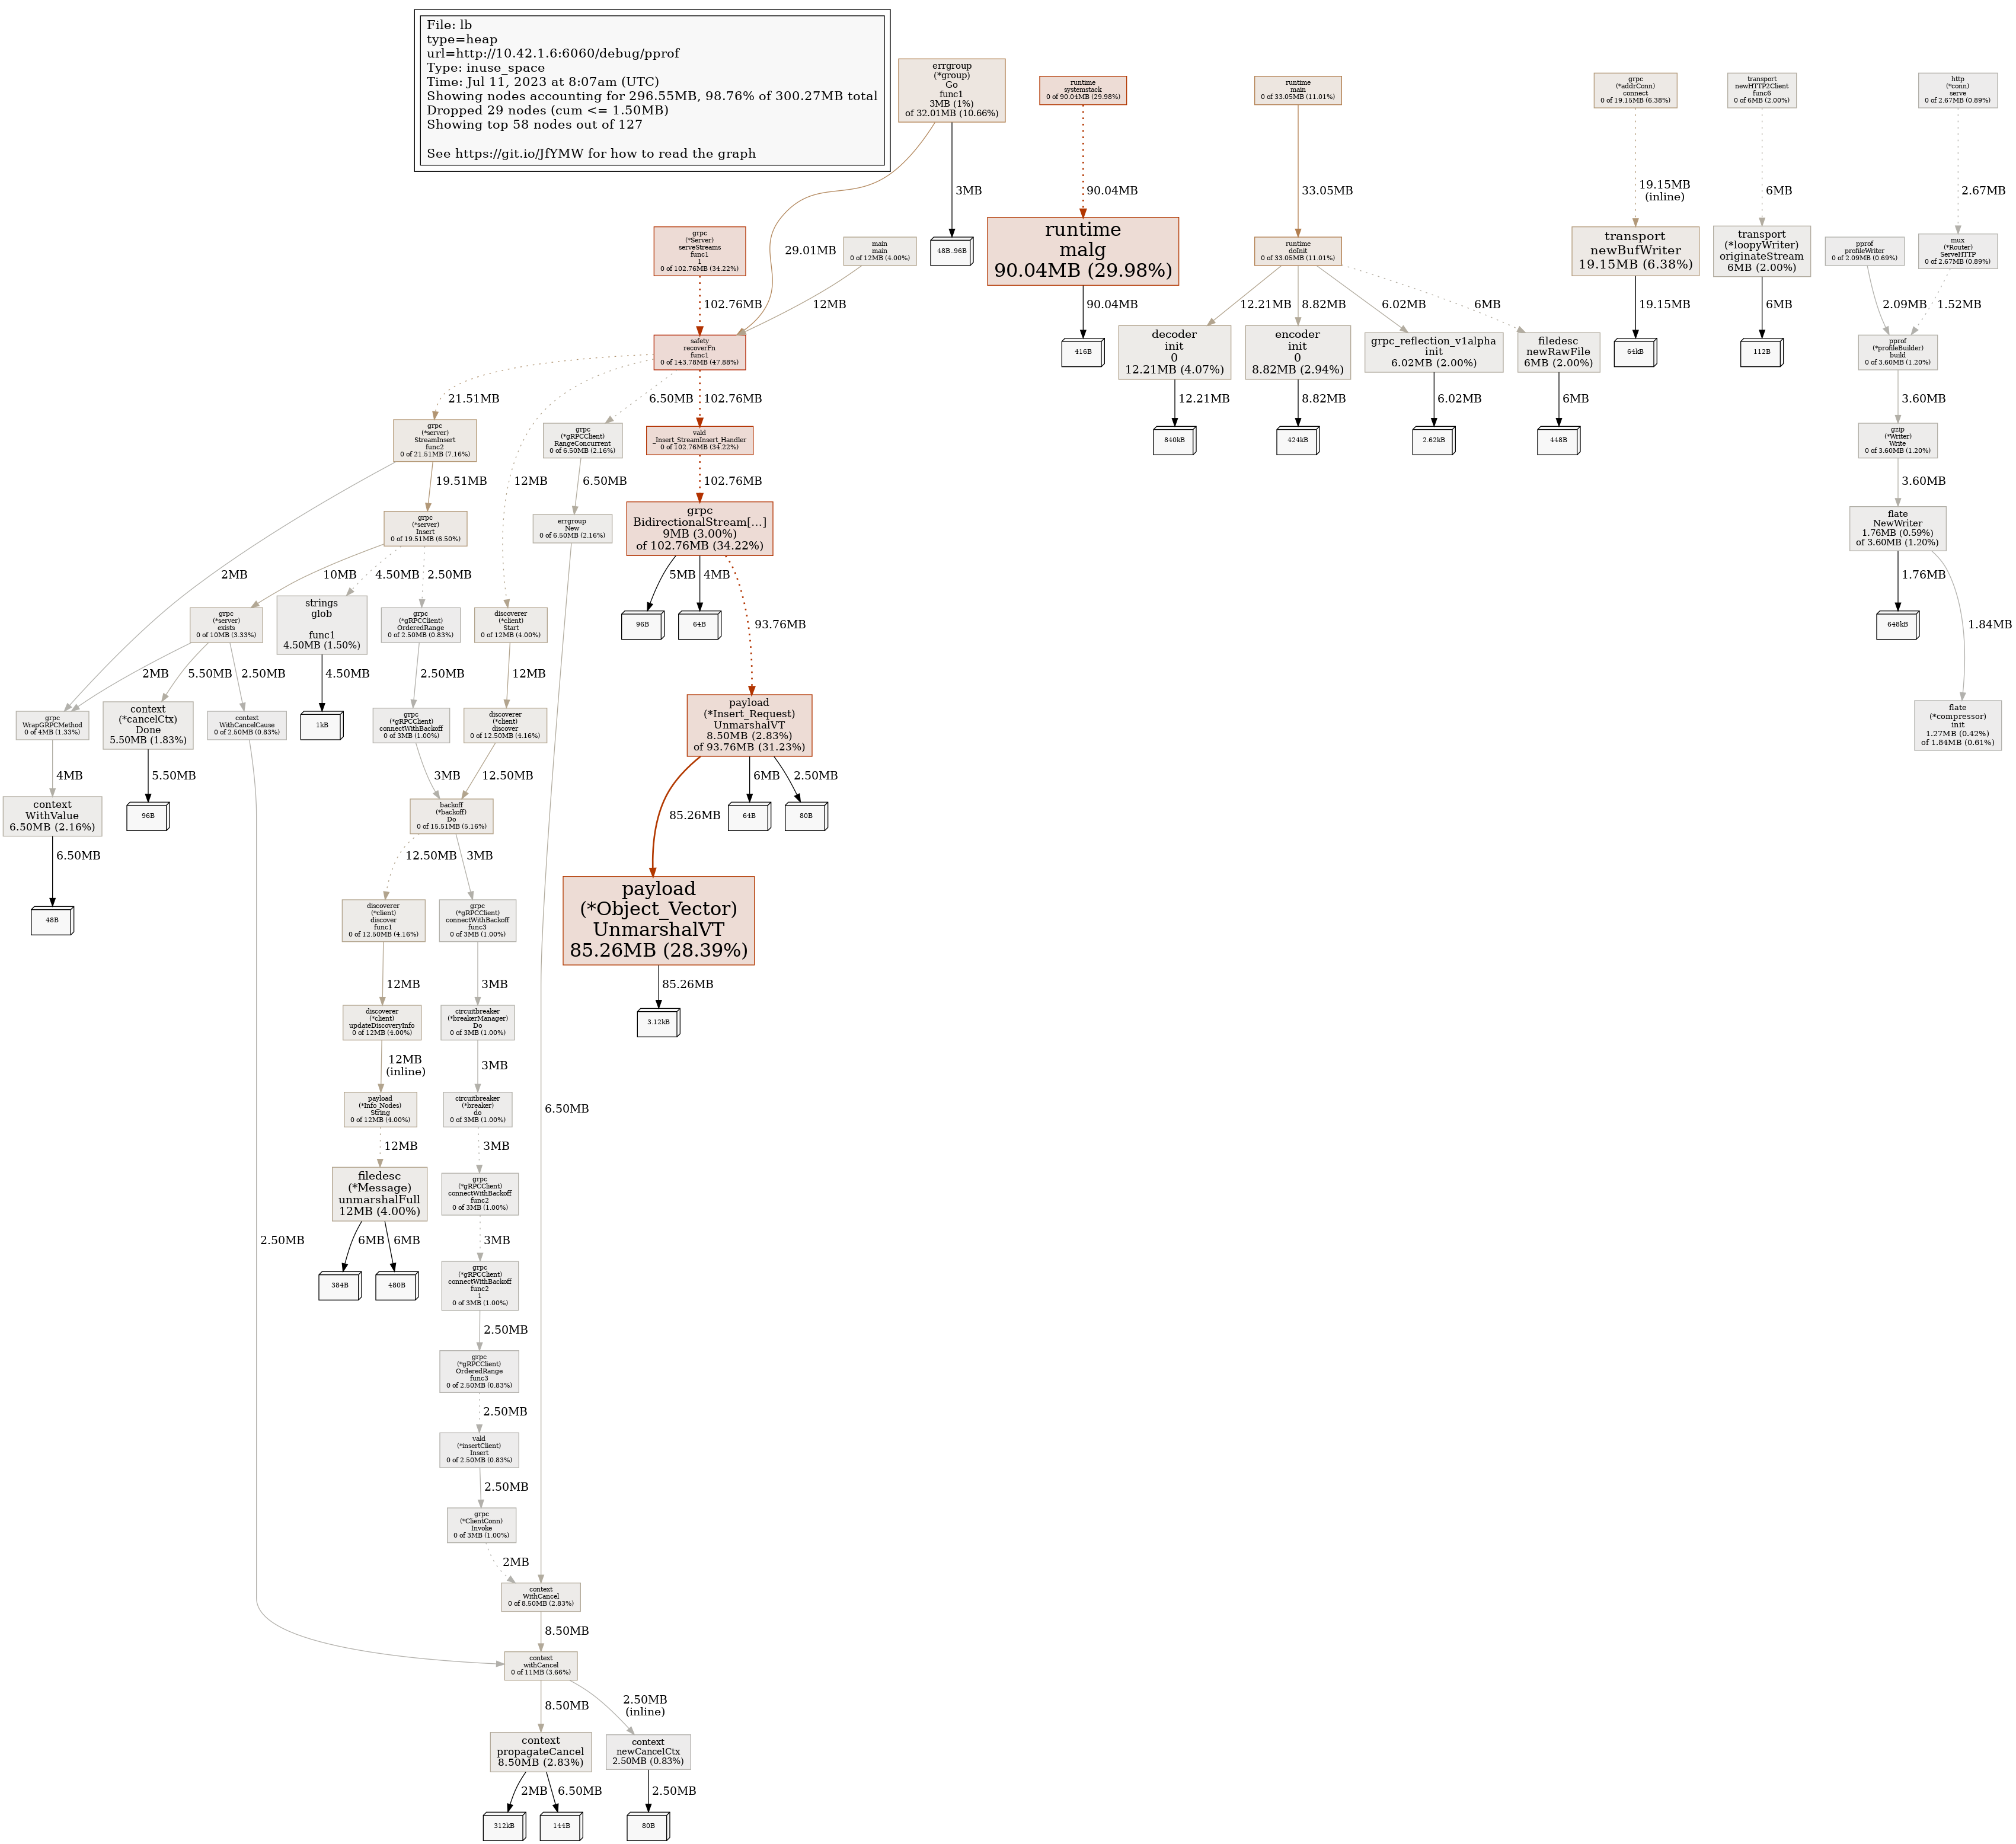 File: lb
type=heap
url=http://10.42.1.6:6060/debug/pprof
Type: inuse_space
Time: Jul 11, 2023 at 8:07am (UTC)
Showing nodes accounting for 296.55MB, 98.76% of 300.27MB total
Dropped 29 nodes (cum <= 1.50MB)
Showing top 58 nodes out of 127
See https://git.io/JfYMW for how to read the graph
errgroup
(*group)
Go
func1
3MB (1%)
of 32.01MB (10.66%)
runtime
systemstack
0 of 90.04MB (29.98%)
runtime
main
0 of 33.05MB (11.01%)
grpc
(*addrConn)
connect
0 of 19.15MB (6.38%)
transport
newHTTP2Client
func6
0 of 6MB (2.00%)
http
(*conn)
serve
0 of 2.67MB (0.89%)
29.01MB
3MB
90.04MB
33.05MB
19.15MB
(inline)
6MB
2.67MB
grpc
(*Server)
serveStreams
func1
1
0 of 102.76MB (34.22%)
main
main
0 of 12MB (4.00%)
48B..96B
runtime
malg
90.04MB (29.98%)
runtime
doInit
0 of 33.05MB (11.01%)
transport
newBufWriter
19.15MB (6.38%)
transport
(*loopyWriter)
originateStream
6MB (2.00%)
pprof
profileWriter
0 of 2.09MB (0.69%)
mux
(*Router)
ServeHTTP
0 of 2.67MB (0.89%)
102.76MB
12MB
90.04MB
12.21MB
8.82MB
6.02MB
6MB
19.15MB
6MB
2.09MB
1.52MB
safety
recoverFn
func1
0 of 143.78MB (47.88%)
416B
decoder
init
0
12.21MB (4.07%)
encoder
init
0
8.82MB (2.94%)
grpc_reflection_v1alpha
init
6.02MB (2.00%)
filedesc
newRawFile
6MB (2.00%)
64kB
112B
pprof
(*profileBuilder)
build
0 of 3.60MB (1.20%)
21.51MB
12MB
6.50MB
102.76MB
12.21MB
8.82MB
6.02MB
6MB
3.60MB
grpc
(*server)
StreamInsert
func2
0 of 21.51MB (7.16%)
grpc
(*gRPCClient)
RangeConcurrent
0 of 6.50MB (2.16%)
vald
_Insert_StreamInsert_Handler
0 of 102.76MB (34.22%)
840kB
424kB
2.62kB
448B
gzip
(*Writer)
Write
0 of 3.60MB (1.20%)
2MB
19.51MB
6.50MB
102.76MB
3.60MB
grpc
(*server)
Insert
0 of 19.51MB (6.50%)
errgroup
New
0 of 6.50MB (2.16%)
grpc
BidirectionalStream[...]
9MB (3.00%)
of 102.76MB (34.22%)
flate
NewWriter
1.76MB (0.59%)
of 3.60MB (1.20%)
10MB
4.50MB
2.50MB
6.50MB
5MB
4MB
93.76MB
1.76MB
1.84MB
grpc
(*server)
exists
0 of 10MB (3.33%)
strings
glob
func1
4.50MB (1.50%)
grpc
(*gRPCClient)
OrderedRange
0 of 2.50MB (0.83%)
discoverer
(*client)
Start
0 of 12MB (4.00%)
96B
64B
648kB
2MB
5.50MB
2.50MB
4.50MB
2.50MB
12MB
grpc
WrapGRPCMethod
0 of 4MB (1.33%)
context
(*cancelCtx)
Done
5.50MB (1.83%)
context
WithCancelCause
0 of 2.50MB (0.83%)
1kB
grpc
(*gRPCClient)
connectWithBackoff
0 of 3MB (1.00%)
discoverer
(*client)
discover
0 of 12.50MB (4.16%)
payload
(*Insert_Request)
UnmarshalVT
8.50MB (2.83%)
of 93.76MB (31.23%)
flate
(*compressor)
init
1.27MB (0.42%)
of 1.84MB (0.61%)
4MB
5.50MB
2.50MB
3MB
12.50MB
85.26MB
6MB
2.50MB
context
WithValue
6.50MB (2.16%)
96B
backoff
(*backoff)
Do
0 of 15.51MB (5.16%)
64B
80B
6.50MB
12.50MB
3MB
48B
discoverer
(*client)
discover
func1
0 of 12.50MB (4.16%)
grpc
(*gRPCClient)
connectWithBackoff
func3
0 of 3MB (1.00%)
payload
(*Object_Vector)
UnmarshalVT
85.26MB (28.39%)
12MB
3MB
85.26MB
discoverer
(*client)
updateDiscoveryInfo
0 of 12MB (4.00%)
circuitbreaker
(*breakerManager)
Do
0 of 3MB (1.00%)
3.12kB
12MB
(inline)
3MB
payload
(*Info_Nodes)
String
0 of 12MB (4.00%)
circuitbreaker
(*breaker)
do
0 of 3MB (1.00%)
12MB
3MB
filedesc
(*Message)
unmarshalFull
12MB (4.00%)
grpc
(*gRPCClient)
connectWithBackoff
func2
0 of 3MB (1.00%)
6MB
6MB
3MB
384B
480B
grpc
(*gRPCClient)
connectWithBackoff
func2
1
0 of 3MB (1.00%)
2.50MB
grpc
(*gRPCClient)
OrderedRange
func3
0 of 2.50MB (0.83%)
2.50MB
vald
(*insertClient)
Insert
0 of 2.50MB (0.83%)
2.50MB
grpc
(*ClientConn)
Invoke
0 of 3MB (1.00%)
2MB
context
WithCancel
0 of 8.50MB (2.83%)
8.50MB
context
withCancel
0 of 11MB (3.66%)
8.50MB
2.50MB
(inline)
context
propagateCancel
8.50MB (2.83%)
context
newCancelCtx
2.50MB (0.83%)
2MB
6.50MB
2.50MB
312kB
144B
80B